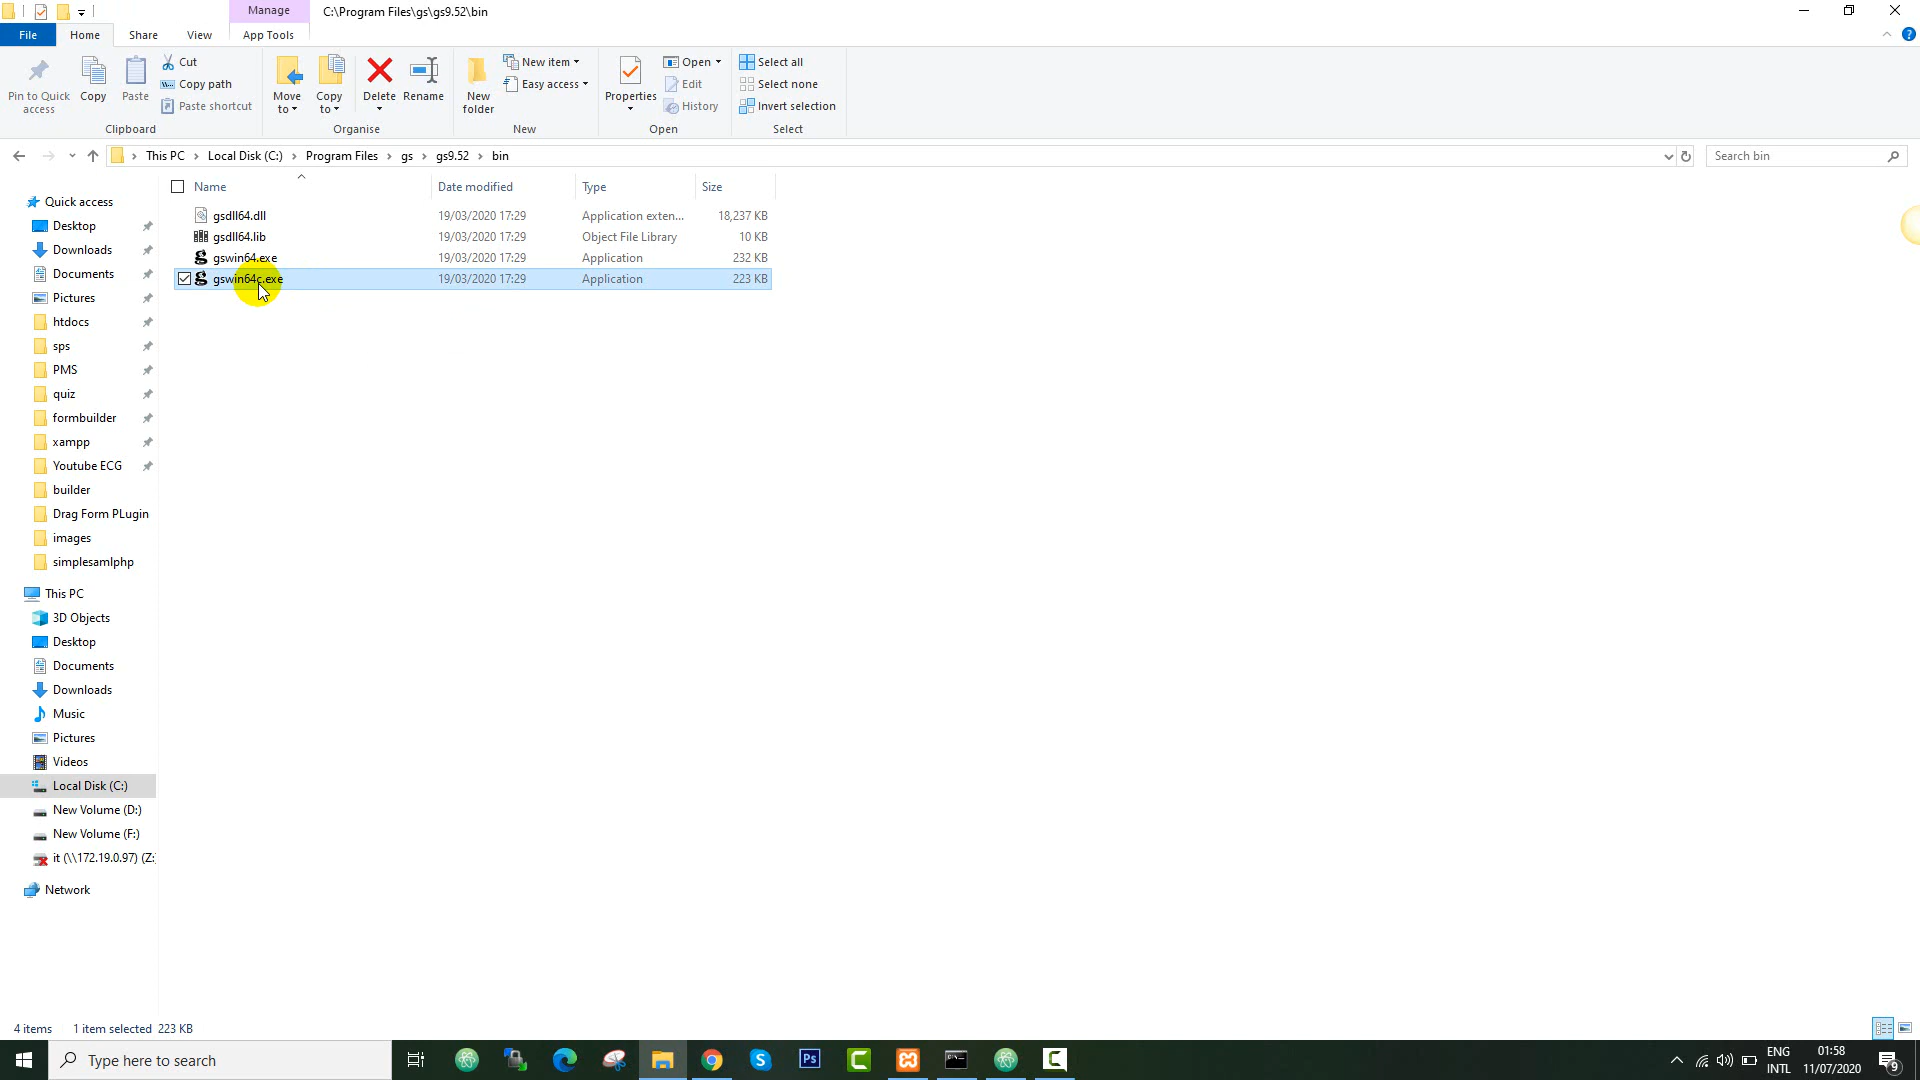 Manage
C:\Program Files\gs\gs9.52\bin
File
Home
Share
View
App Tools
Pin to Quick access
Copy
Paste
Cut
Copy path
Paste shortcut
Clipboard
Move to
Copy to
Delete
Rename
Organise
New folder
New item
Easy access
New
Properties
Open
Edit
History
Open
Select all
Select none
Invert selection
Select
This PC
Local Disk (C:)
Program Files
gs
gs9.52
bin
Search bin
Name
Date modified
Type
Size
gsdll64.dll 19/03/2020 17:29 Application exten... 18,237 KB
gsdll64.lib 19/03/2020 17:29 Object File Library 10 KB
gswin64.exe 19/03/2020 17:29 Application 232 KB
gswin64c.exe 19/03/2020 17:29 Application 223 KB
Quick access
Desktop
Downloads
Documents
Pictures
htdocs
sps
PMS
quiz
formbuilder
xampp
Youtube ECG
builder
Drag Form PLugin
images
simplesamlphp
This PC
3D Objects
Desktop
Documents
Downloads
Music
Pictures
Videos
Local Disk (C:)
New Volume (D:)
New Volume (F:)
it (\\172.19.0.97) (Z:
Network
4 items 1 item selected 223 KB
Type here to search
Ps
ENG
INTL
01:58
11/07/2020
9